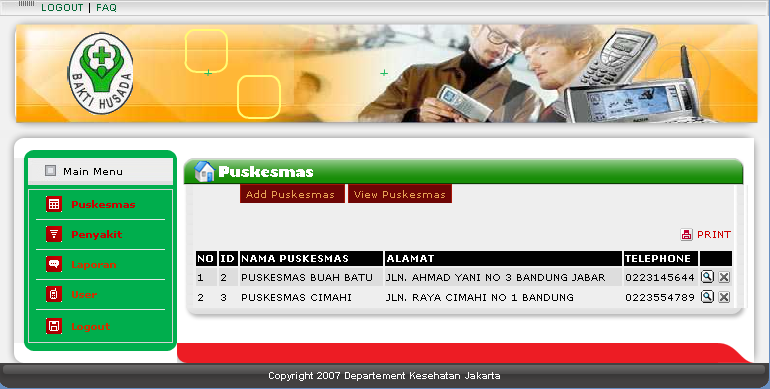 LOGOUT | FAQ
BAKTI HUSADA
Main Menu
Puskesmas
Penyakit
Laporan
User
Logout
Puskesmas
Add Puskesmas View Puskesmas
PRINT
NO ID NAMA PUSKESMAS ALAMAT TELEPHONE
1 2 PUSKESMAS BUAH BATU JLN. AHMAD YANI NO 3 BANDUNG JABAR 0223145644
2 3 PUSKESMAS CIMAHI JLN. RAYA CIMAHI NO 1 BANDUNG 0223554789
Copyright 2007 Departement Kesehatan Jakarta